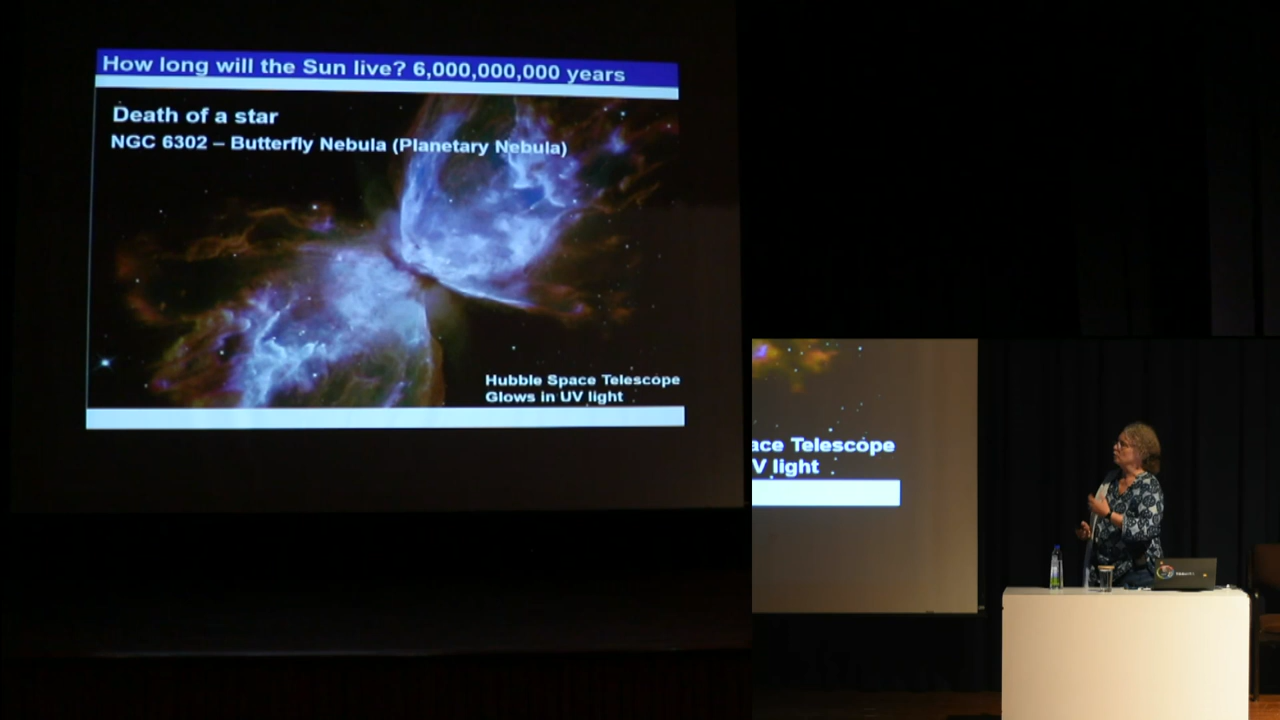 How long will the Sun live? 6,000,000,000 years
Death of a star
NGC 6302 – Butterfly Nebula (Planetary Nebula)
Hubble Space Telescope
Glows in UV light
ace Telescope
V light